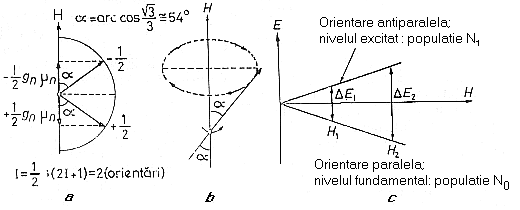 H
α=arc cos √3/3 ≅54°
-1/2
-1/2 gₙ μₙ
α
α
+1/2 gₙ μₙ
+1/2
I=1/2 ; (2I+1)=2(orientări)
a
H
α
α
b
E
Orientare antiparalela;
nivelul excitat : populatie N₁
ΔE₁
ΔE₂
H
H₁
H₂
Orientare paralela;
nivelul fundamental: populatie N₀
c